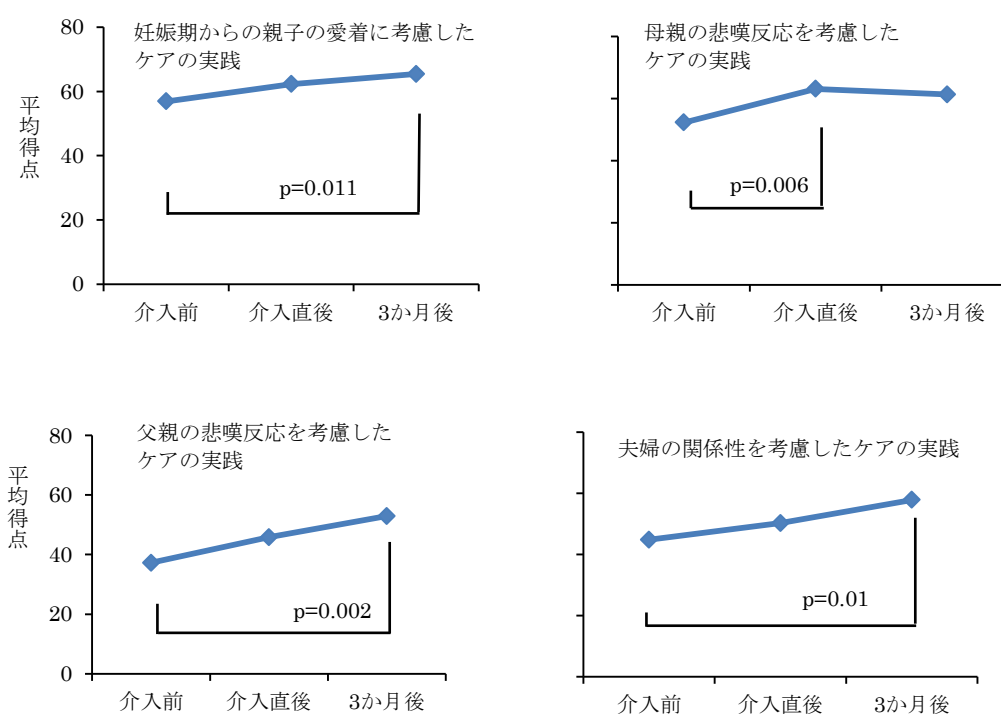 妊娠期からの親子の愛着に考慮した
ケアの実践
80
60
40
20
0
平均得点
p=0.011
介入前 介入直後 3か月後
母親の悲嘆反応を考慮した
ケアの実践
p=0.006
介入前 介入直後 3か月後
父親の悲嘆反応を考慮した
ケアの実践
80
60
40
20
0
平均得点
p=0.002
介入前 介入直後 3か月後
夫婦の関係性を考慮したケアの実践
p=0.01
介入前 介入直後 3か月後